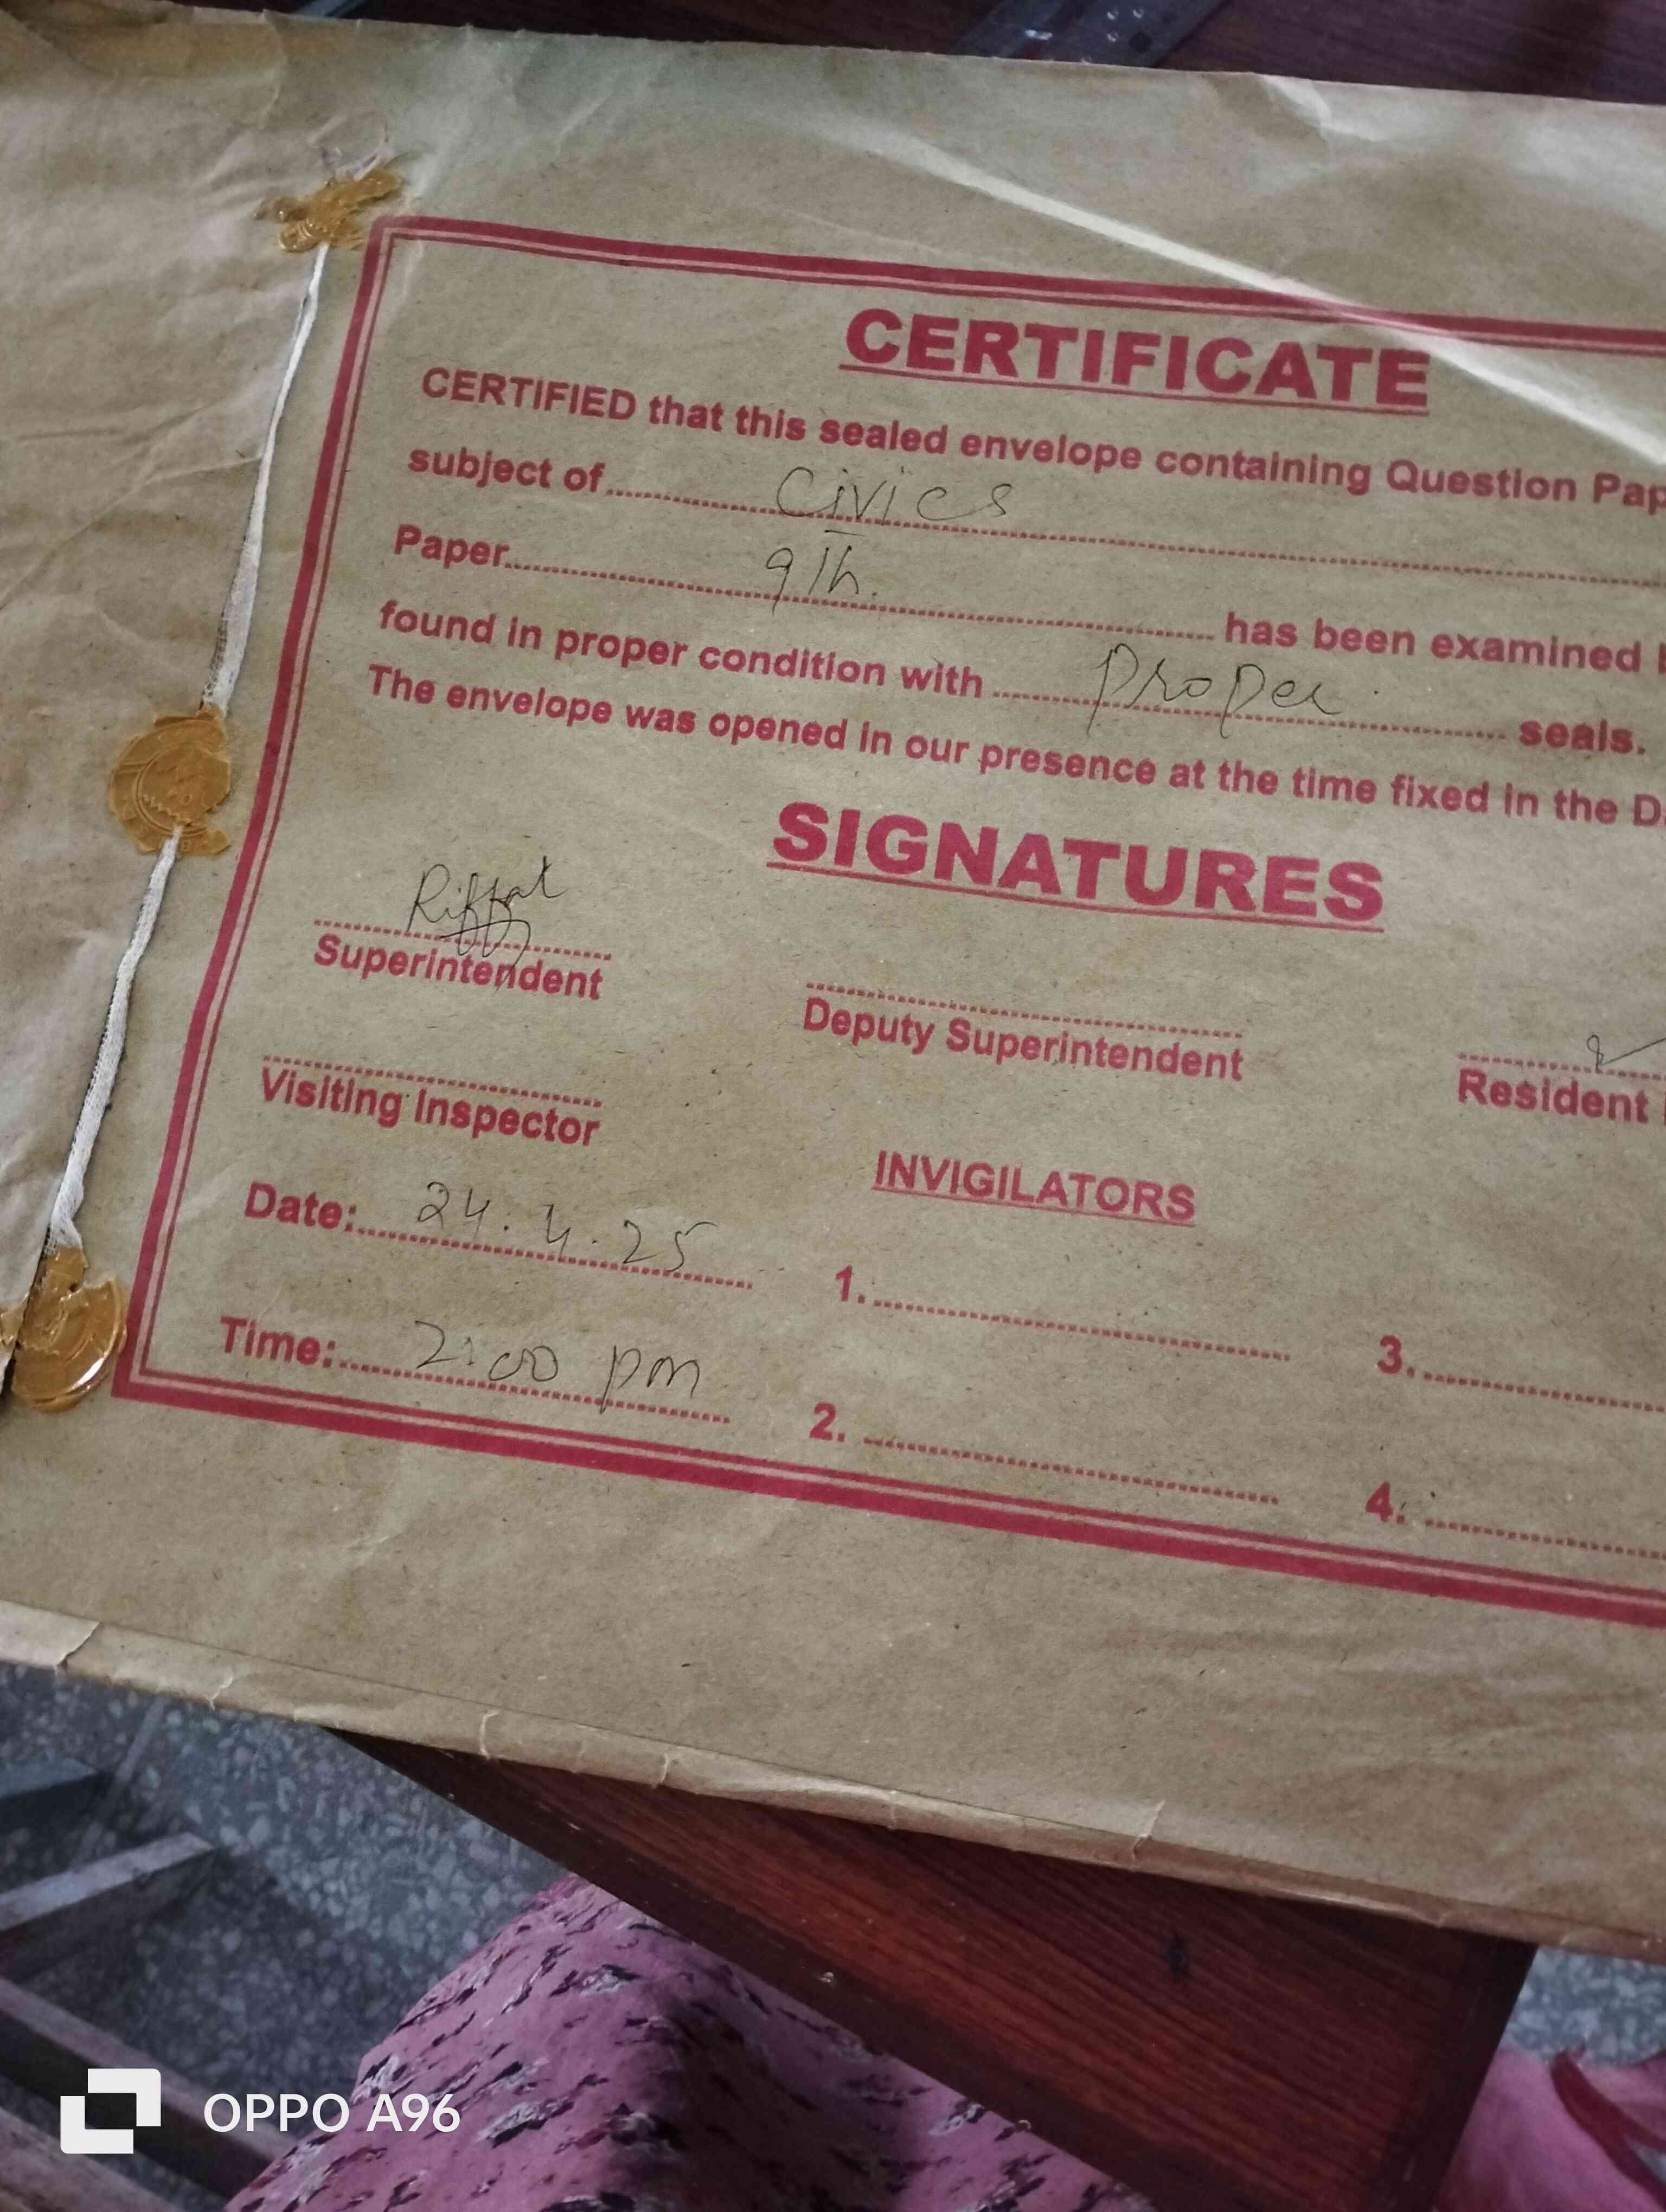 CERTIFICATE
CERTIFIED that this sealed envelope containing Question Pap
subject of Civics
Paper 9th. has been examined
found in proper condition with Proper seals.
The envelope was opened in our presence at the time fixed in the D
SIGNATURES
Riffat
Superintendent
Deputy Superintendent
Resident
Visiting Inspector
INVIGILATORS
Date: 24.4.25
1.
3.
Time: 2:00 pm
2.
4.
OPPO A96